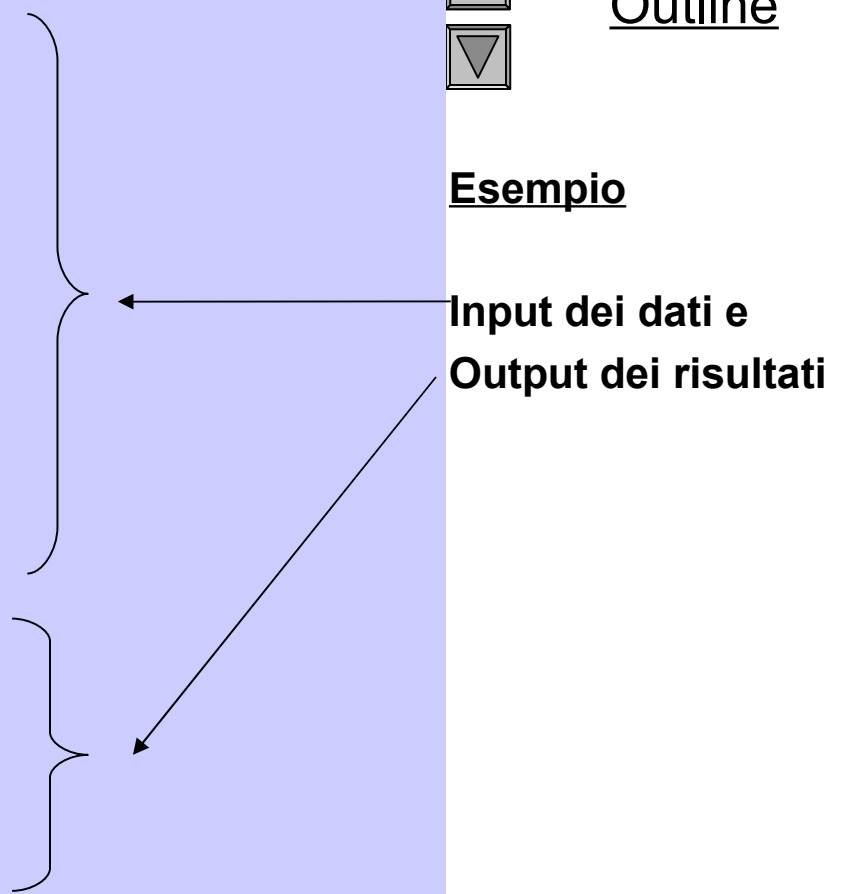 Outline
Esempio
Input dei dati e
Output dei risultati